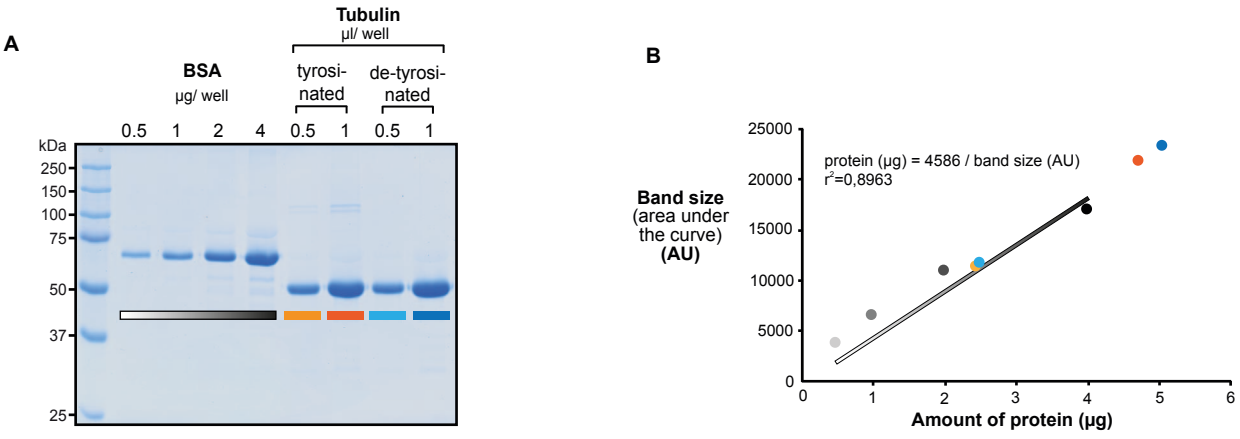 A
BSA
µg/ well
Tubulin
µl/ well
tyrosi-
nated
de-tyrosi-
nated
0.5 1 2 4 0.5 1 0.5 1
kDa
250
150
100
75
50
37
25
B
Band size
(area under
the curve)
(AU)
25000
20000
15000
10000
5000
0
protein (µg) = 4586 / band size (AU)
r²=0,8963
0 1 2 3 4 5 6
Amount of protein (µg)